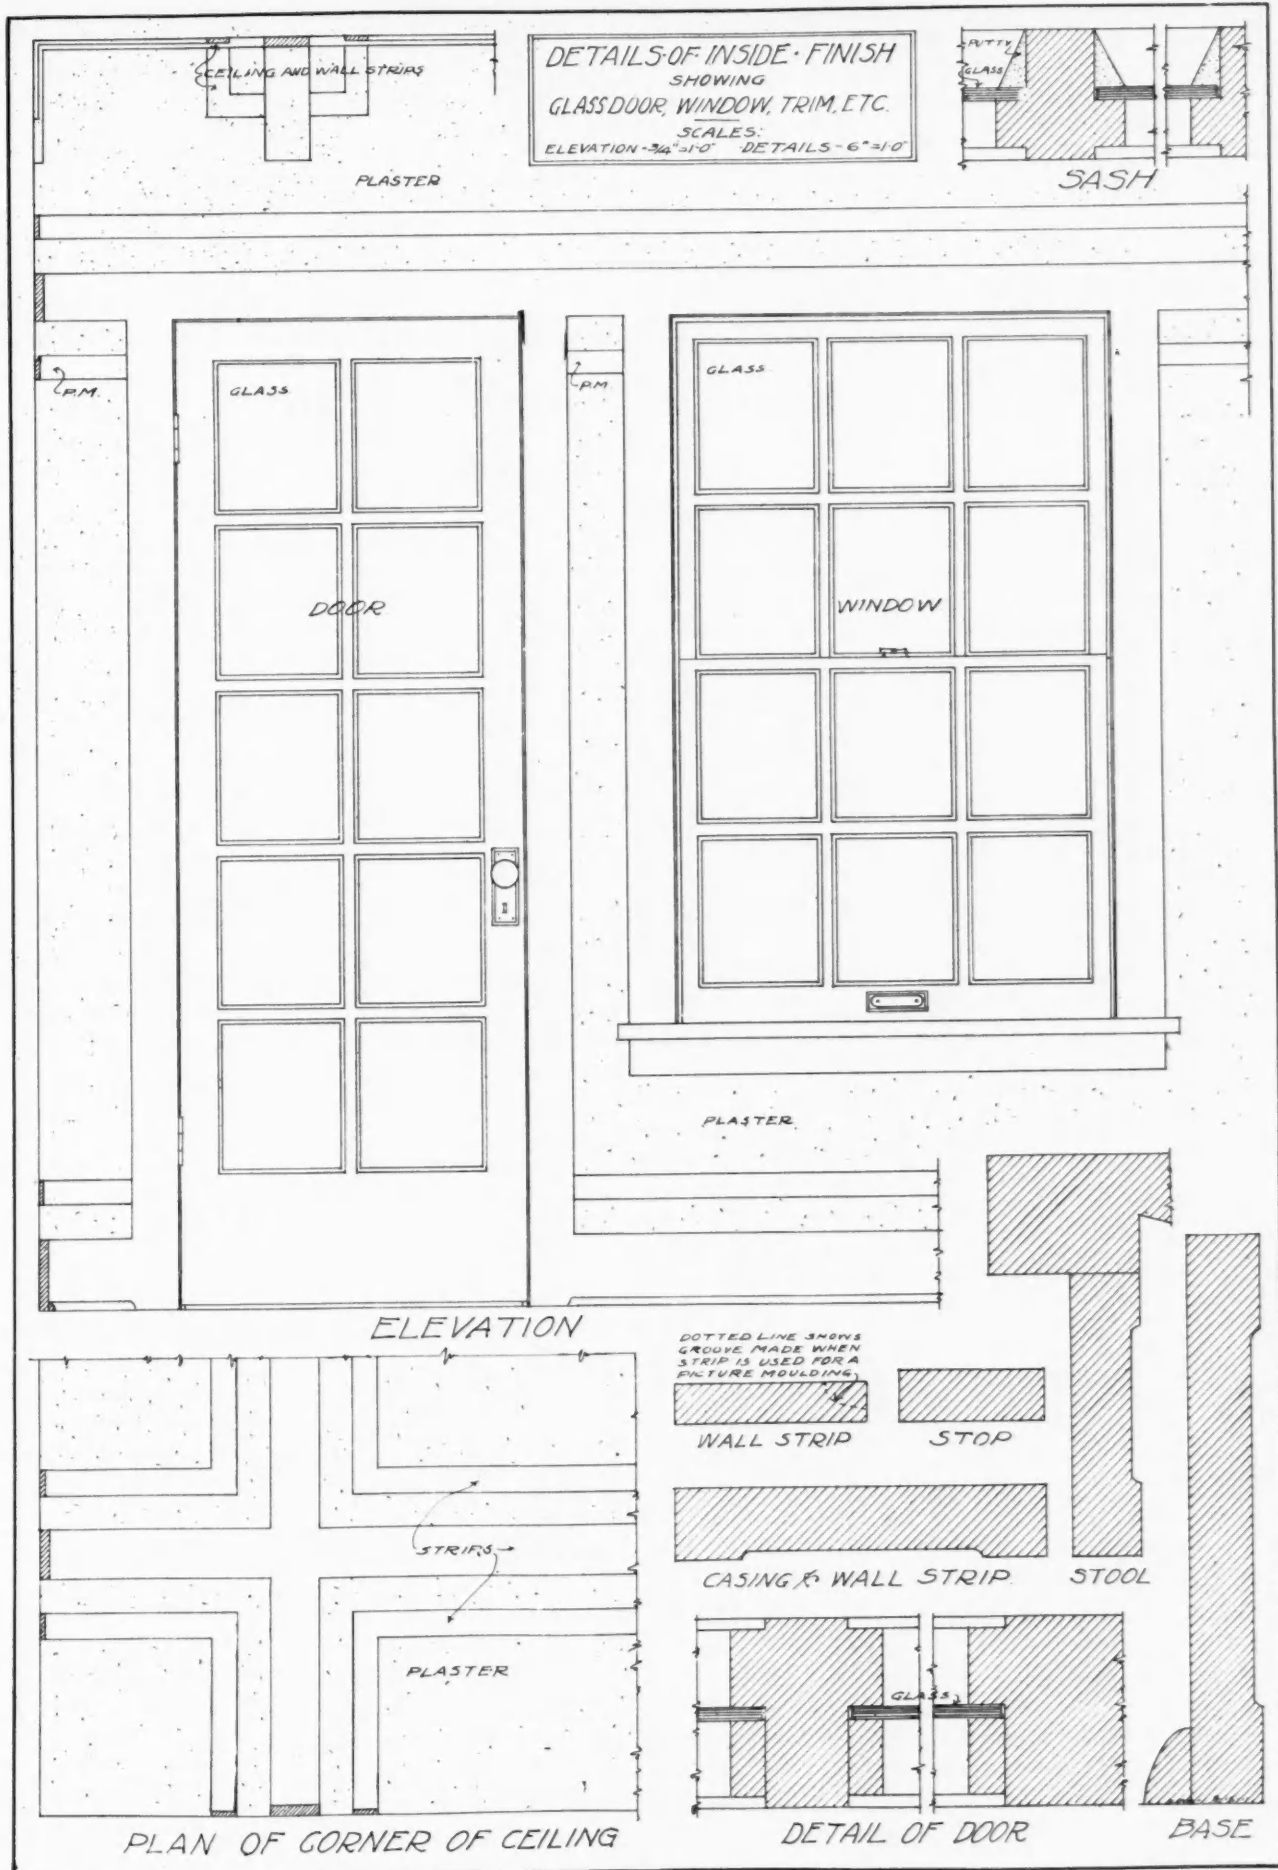 DETAILS·OF·INSIDE·FINISH
SHOWING
GLASS DOOR, WINDOW, TRIM, ETC.
SCALES:
ELEVATION-3/4"=1'-0" DETAILS-6"=1'-0"
CEILING AND WALL STRIPS
PLASTER
PUTTY
GLASS
SASH
P.M.
GLASS
P.M.
GLASS
DOOR
WINDOW
PLASTER
ELEVATION
DOTTED LINE SHOWS
GROOVE MADE WHEN
STRIP IS USED FOR A
PICTURE MOULDING
WALL STRIP
STOP
STRIPS
CASING & WALL STRIP
STOOL
PLASTER
GLASS
PLAN OF CORNER OF CEILING
DETAIL OF DOOR
BASE